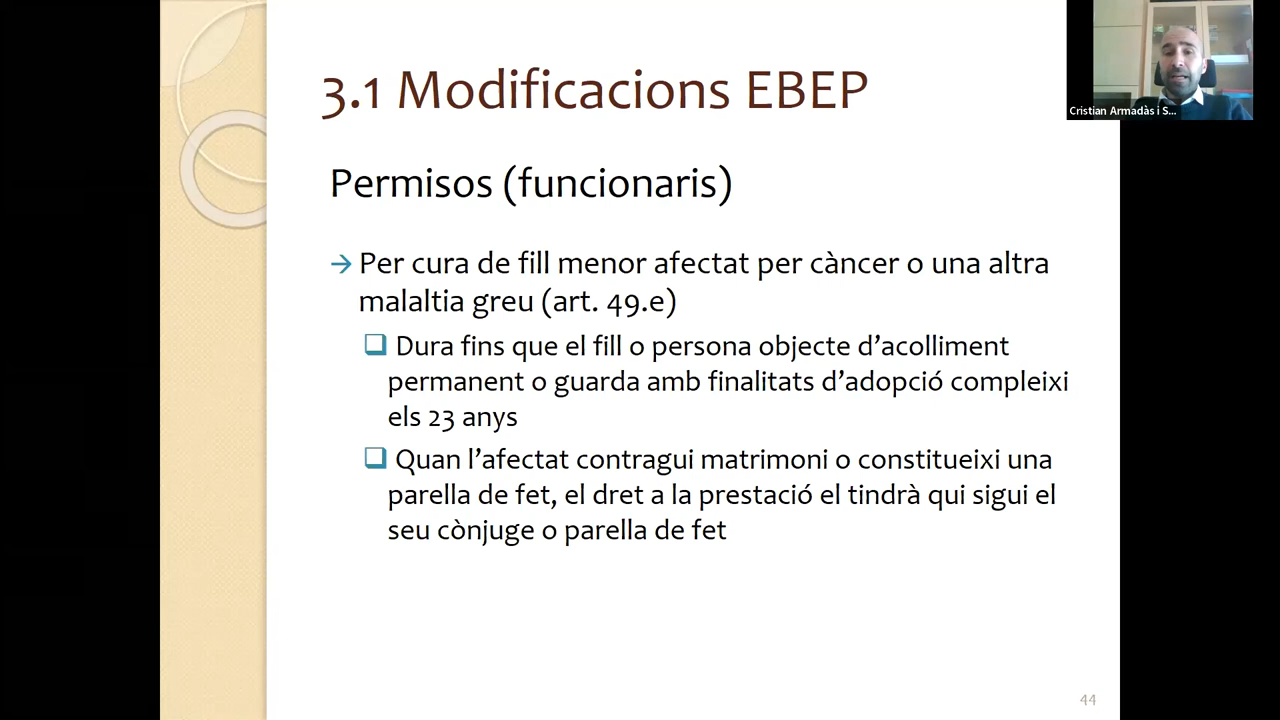 3.1 Modificacions EBEP
Cristian Armadàs i S...
Permisos (funcionaris)
→ Per cura de fill menor afectat per càncer o una altra
malaltia greu (art. 49.e)
❑ Dura fins que el fill o persona objecte d’acolliment
permanent o guarda amb finalitats d’adopció compleixi
els 23 anys
❑ Quan l’afectat contragui matrimoni o constitueixi una
parella de fet, el dret a la prestació el tindrà qui sigui el
seu cònjuge o parella de fet
44